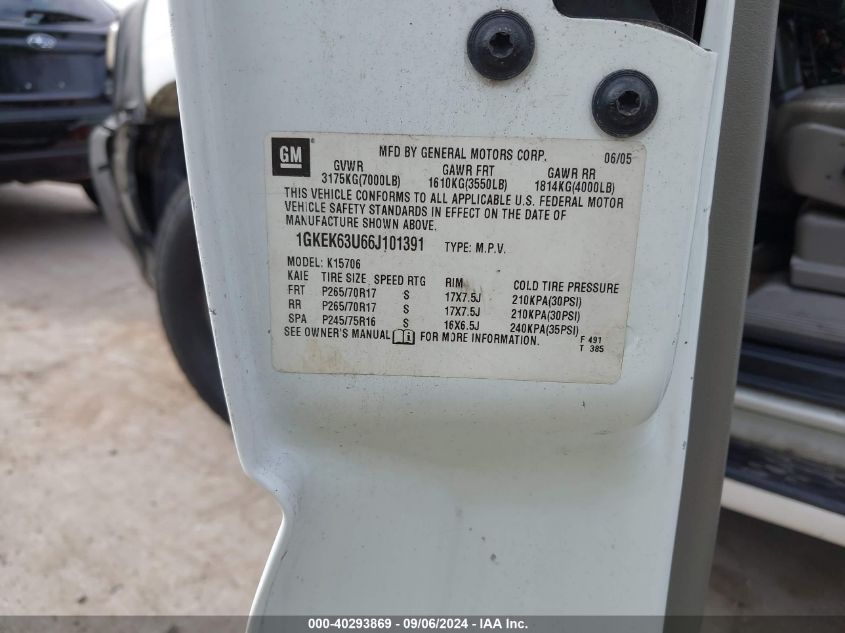 GM
MFD BY GENERAL MOTORS CORP. 06/05
GVWR GAWR FRT GAWR RR
3175KG(7000LB) 1610KG(3550LB) 1814KG(4000LB)
THIS VEHICLE CONFORMS TO ALL APPLICABLE U.S. FEDERAL MOTOR
VEHICLE SAFETY STANDARDS IN EFFECT ON THE DATE OF
MANUFACTURE SHOWN ABOVE.
1GKEK63U66J101391 TYPE: M.P.V.
MODEL: K15706
KAIE TIRE SIZE SPEED RTG RIM COLD TIRE PRESSURE
FRT P265/70R17 S 17X7.5J 210KPA(30PSI)
RR P265/70R17 S 17X7.5J 210KPA(30PSI)
SPA P245/75R16 S 16X6.5J 240KPA(35PSI)
SEE OWNER'S MANUAL i FOR MORE INFORMATION.
F 491
T 385
000-40293869 - 09/06/2024 - IAA Inc.